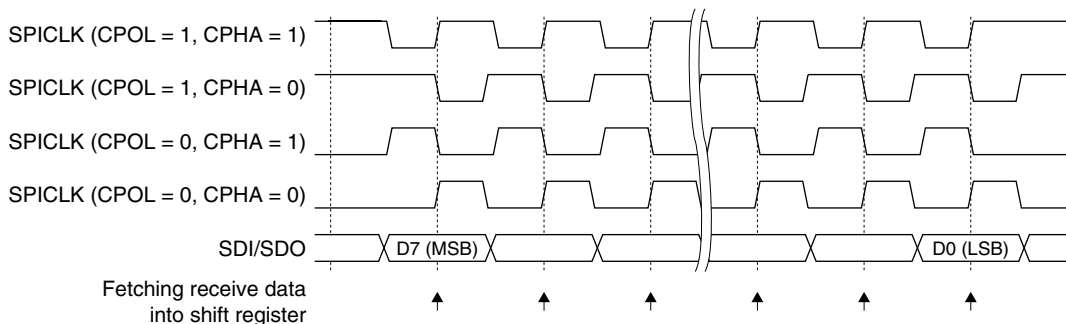 SPICLK (CPOL = 1, CPHA = 1)
SPICLK (CPOL = 1, CPHA = 0)
SPICLK (CPOL = 0, CPHA = 1)
SPICLK (CPOL = 0, CPHA = 0)
SDI/SDO D7 (MSB) D0 (LSB)
Fetching receive data
into shift register